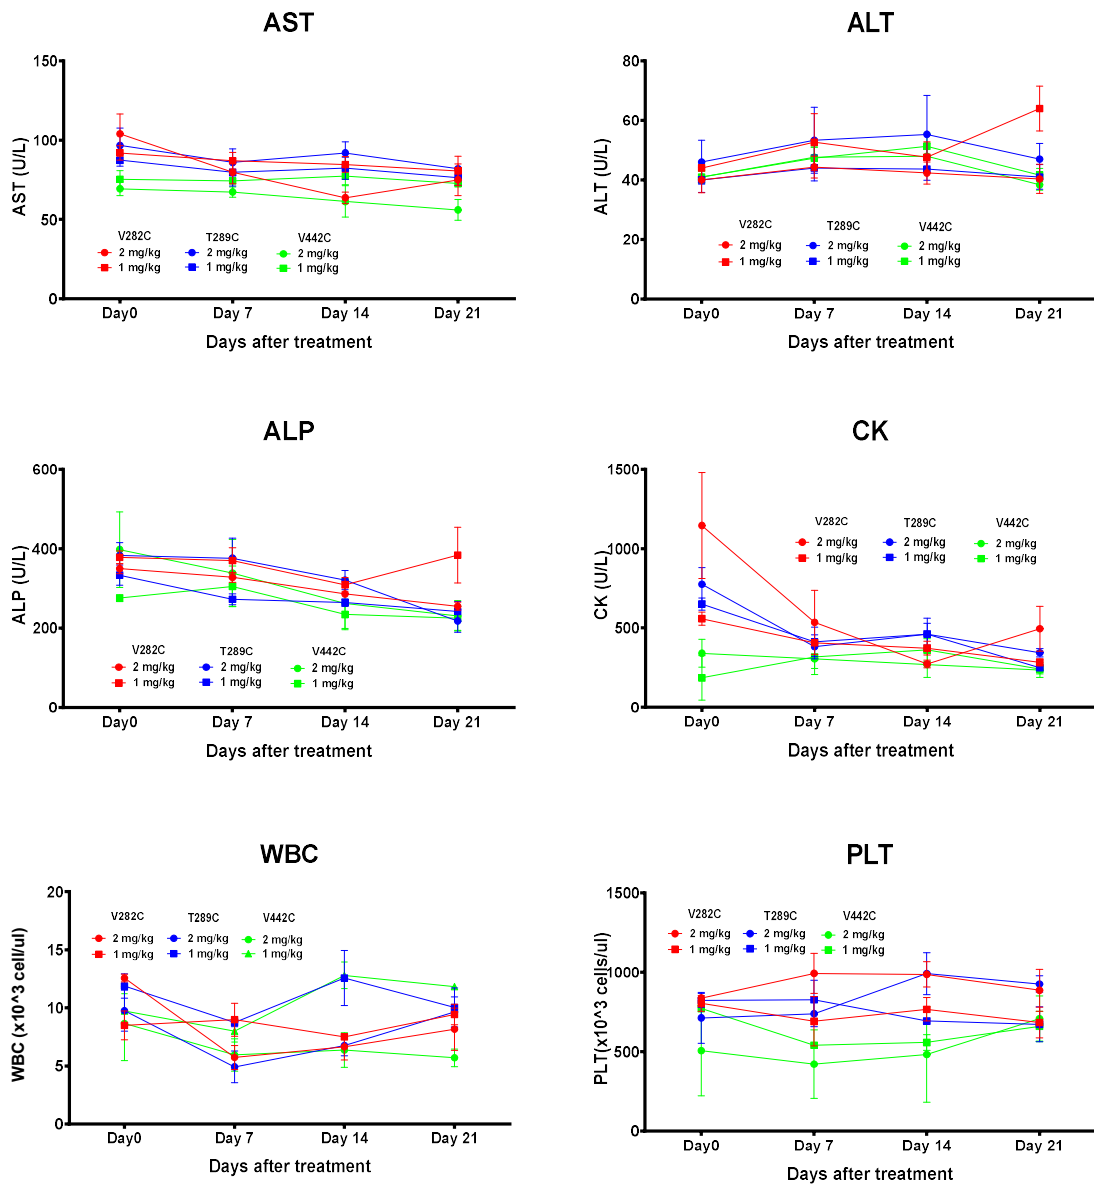 AST
AST (U/L)
150
100
50
0
V282C T289C V442C
2 mg/kg 2 mg/kg 2 mg/kg
1 mg/kg 1 mg/kg 1 mg/kg
Day0 Day 7 Day 14 Day 21
Days after treatment
ALT
ALT (U/L)
80
60
40
20
0
V282C T289C V442C
2 mg/kg 2 mg/kg 2 mg/kg
1 mg/kg 1 mg/kg 1 mg/kg
Day0 Day 7 Day 14 Day 21
Days after treatment
ALP
ALP (U/L)
600
400
200
0
V282C T289C V442C
2 mg/kg 2 mg/kg 2 mg/kg
1 mg/kg 1 mg/kg 1 mg/kg
Day0 Day 7 Day 14 Day 21
Days after treatment
CK
CK (U/L)
1500
1000
500
0
V282C T289C V442C
2 mg/kg 2 mg/kg 2 mg/kg
1 mg/kg 1 mg/kg 1 mg/kg
Day0 Day 7 Day 14 Day 21
Days after treatment
WBC
WBC (x10^3 cell/ul)
20
15
10
5
0
V282C T289C V442C
2 mg/kg 2 mg/kg 2 mg/kg
1 mg/kg 1 mg/kg 1 mg/kg
Day0 Day 7 Day 14 Day 21
Days after treatment
PLT
PLT(x10^3 cells/ul)
1500
1000
500
0
V282C T289C V442C
2 mg/kg 2 mg/kg 2 mg/kg
1 mg/kg 1 mg/kg 1 mg/kg
Day0 Day 7 Day 14 Day 21
Days after treatment